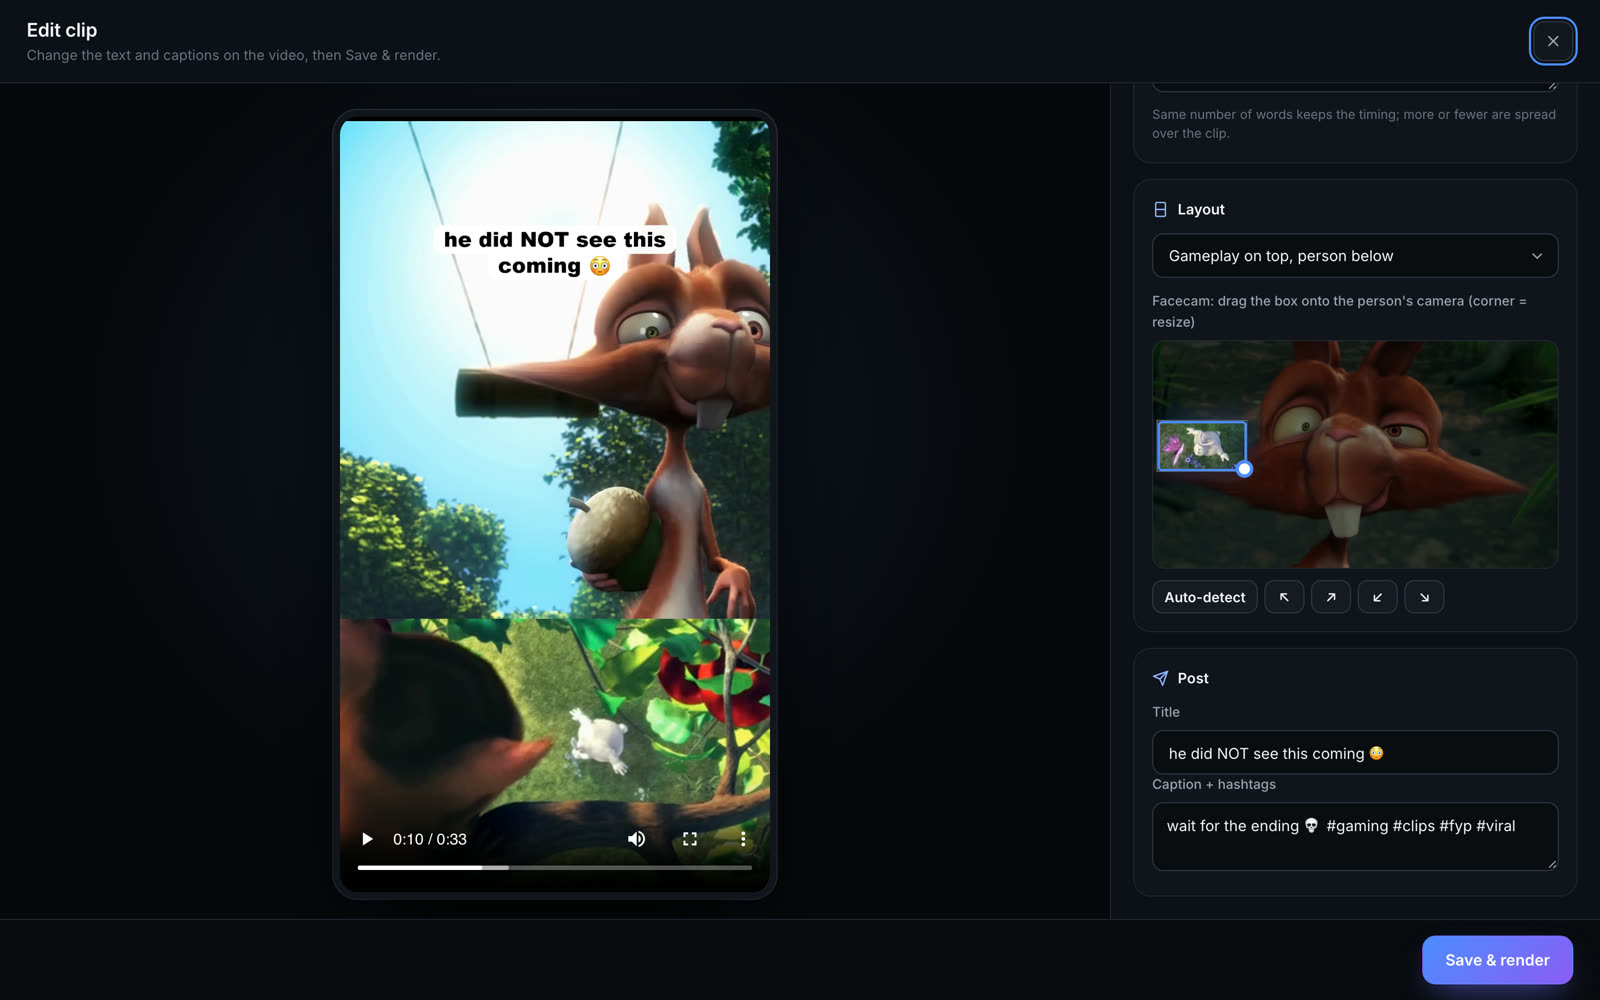 Edit clip
Change the text and captions on the video, then Save & render.
he did NOT see this
coming 😳
0:10 / 0:33
Same number of words keeps the timing; more or fewer are spread
over the clip.
Layout
Gameplay on top, person below
Facecam: drag the box onto the person's camera (corner =
resize)
Auto-detect
Post
Title
he did NOT see this coming 😳
Caption + hashtags
wait for the ending 💀 #gaming #clips #fyp #viral
Save & render